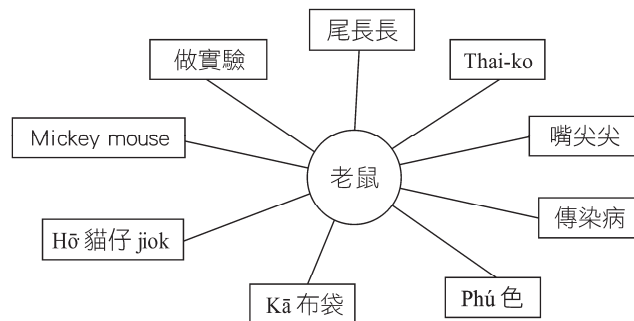 尾長長
做實驗
Thai-ko
Mickey mouse
嘴尖尖
老鼠
傳染病
Hō͘ 貓仔 jiok
Kā 布袋
Phú 色